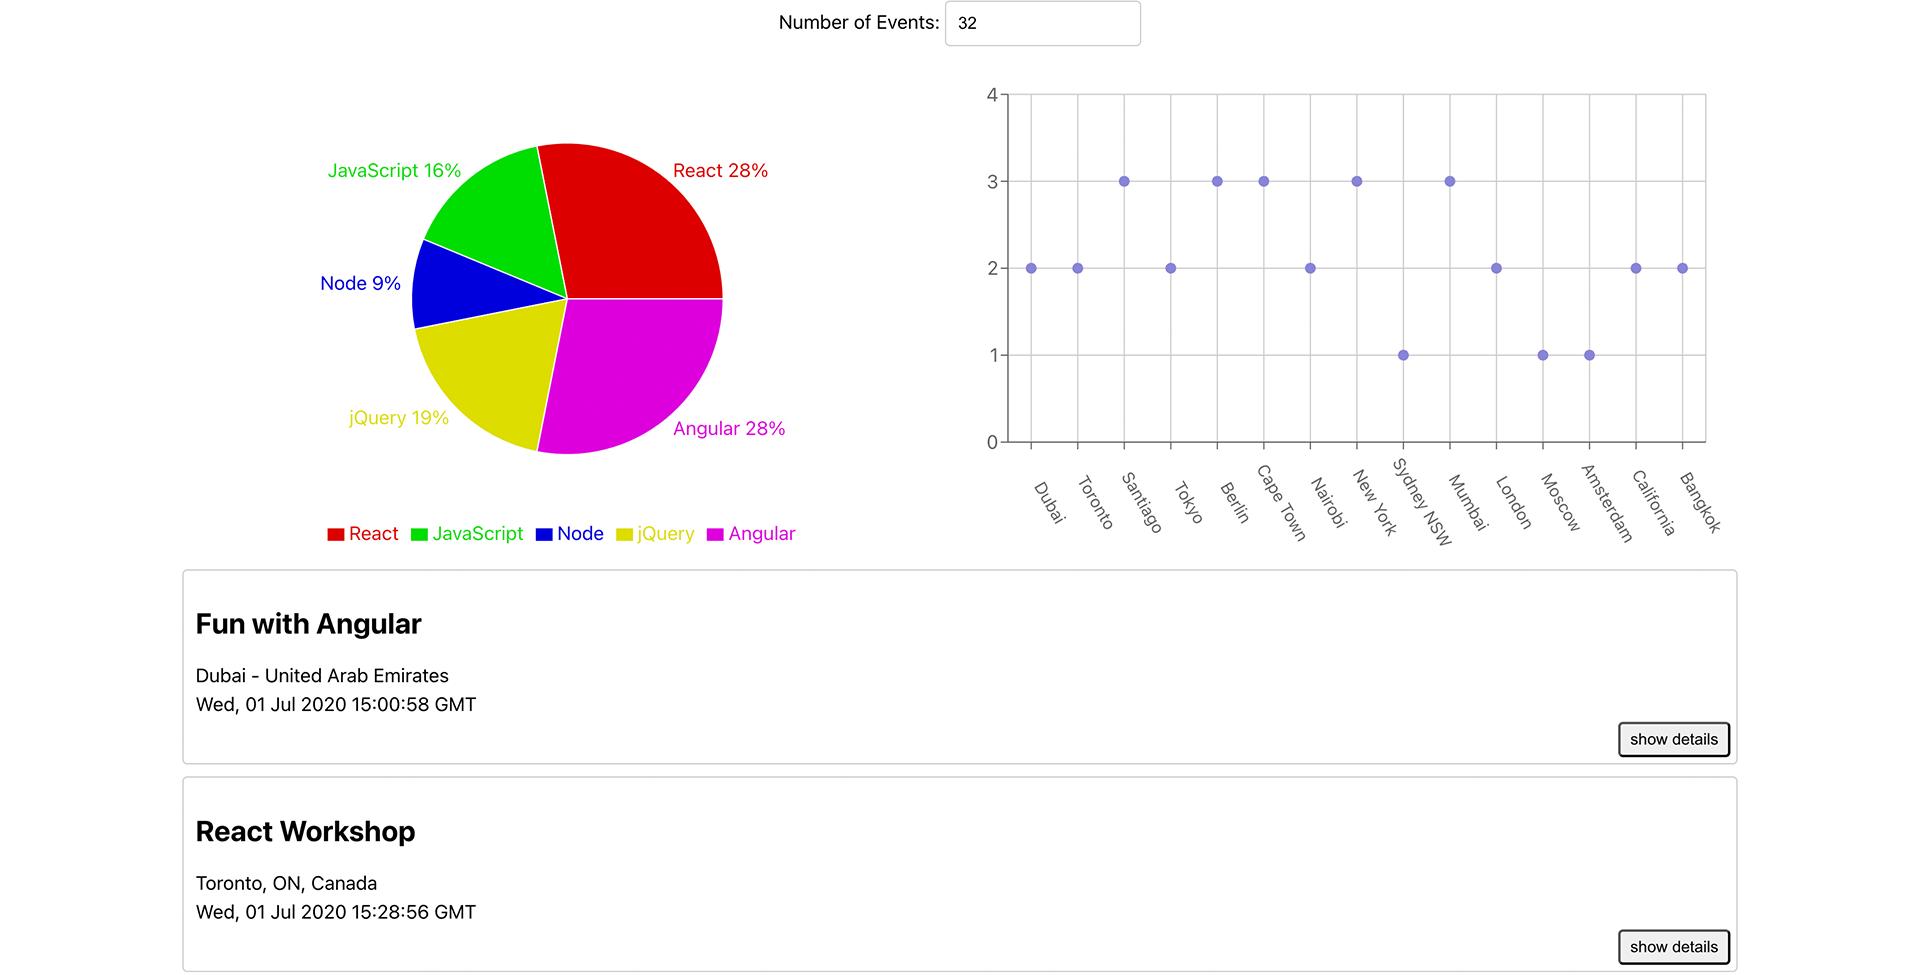 Number of Events: 32
JavaScript 16%
React 28%
Node 9%
jQuery 19%
Angular 28%
React JavaScript Node jQuery Angular
4
3
2
1
0
Dubai
Toronto
Santiago
Tokyo
Berlin
Cape Town
Nairobi
New York
Sydney NSW
Mumbai
London
Moscow
Amsterdam
California
Bangkok
Fun with Angular
Dubai - United Arab Emirates
Wed, 01 Jul 2020 15:00:58 GMT
show details
React Workshop
Toronto, ON, Canada
Wed, 01 Jul 2020 15:28:56 GMT
show details